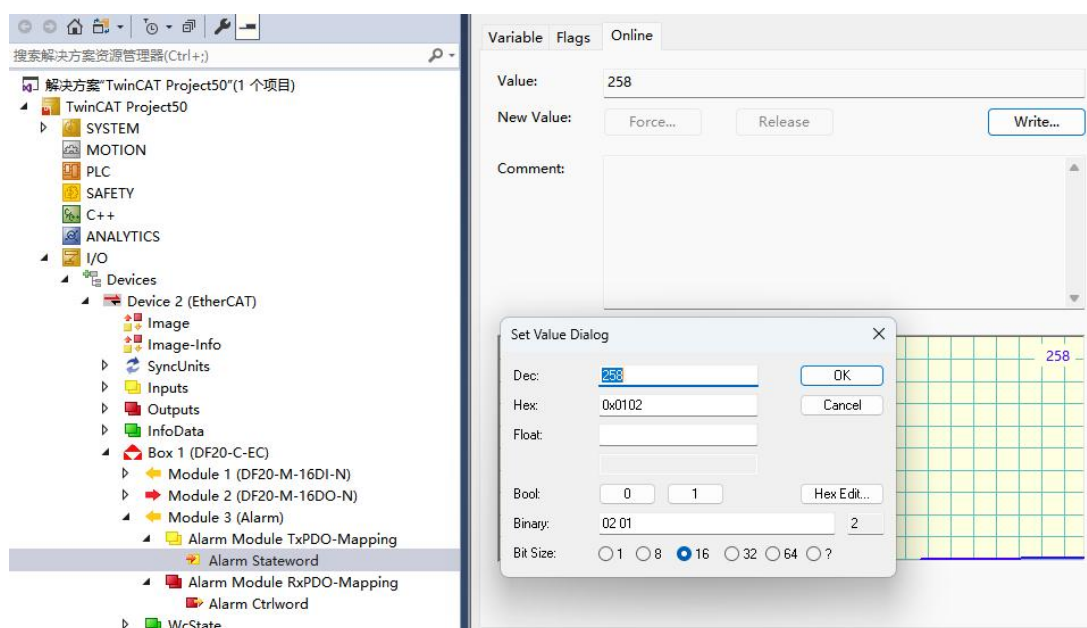 搜索解决方案资源管理器(Ctrl+;)
解决方案"TwinCAT Project50"(1 个项目)
TwinCAT Project50
SYSTEM
MOTION
PLC
SAFETY
C++
ANALYTICS
I/O
Devices
Device 2 (EtherCAT)
Image
Image-Info
SyncUnits
Inputs
Outputs
InfoData
Box 1 (DF20-C-EC)
Module 1 (DF20-M-16DI-N)
Module 2 (DF20-M-16DO-N)
Module 3 (Alarm)
Alarm Module TxPDO-Mapping
Alarm Stateword
Alarm Module RxPDO-Mapping
Alarm Ctrlword
WcState
Variable Flags Online
Value: 258
New Value: Force... Release Write...
Comment:
258
Set Value Dialog
Dec: 258 OK
Hex: 0x0102 Cancel
Float:
Bool: 0 1 Hex Edit...
Binary: 02 01 2
Bit Size: 1 8 16 32 64 ?